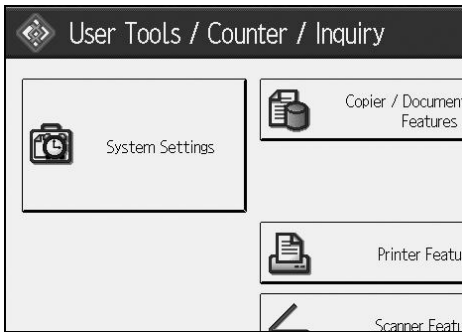 User Tools / Counter / Inquiry
System Settings
Copier / Document
Features
Printer Featu
Scanner Featu